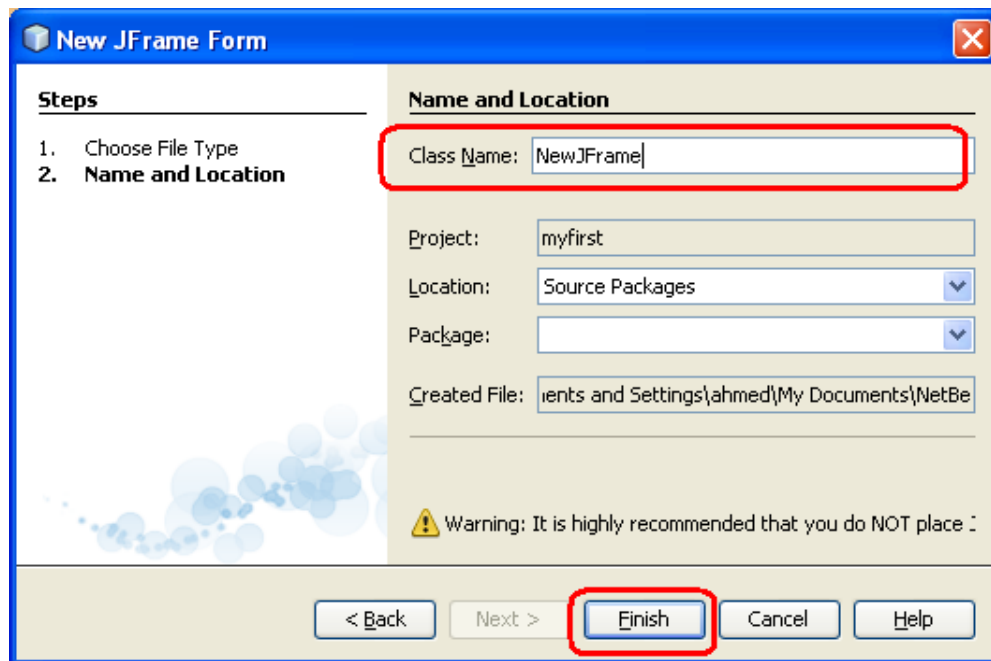 New JFrame Form
Steps
1. Choose File Type
2. Name and Location
Name and Location
Class Name: NewJFrame
Project: myfirst
Location: Source Packages
Package:
Created File: ents and Settings\ahmed\My Documents\NetBe
Warning: It is highly recommended that you do NOT place
< Back Next > Finish Cancel Help